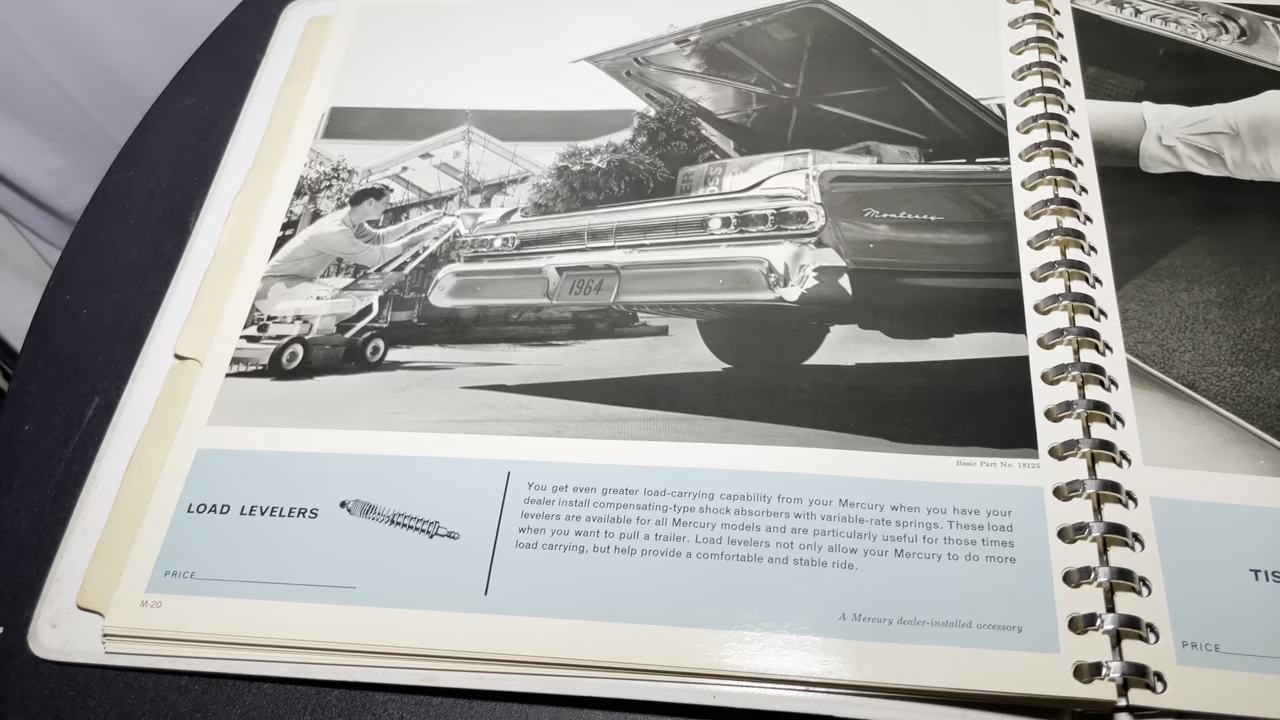 Monterey
1964
Basic Part No. 18125
LOAD LEVELERS
You get even greater load-carrying capability from your Mercury when you have your
dealer install compensating-type shock absorbers with variable-rate springs. These load
levelers are available for all Mercury models and are particularly useful for those times
when you want to pull a trailer. Load levelers not only allow your Mercury to do more
load carrying, but help provide a comfortable and stable ride.
PRICE
A Mercury dealer-installed accessory
M-20
TIS
PRICE